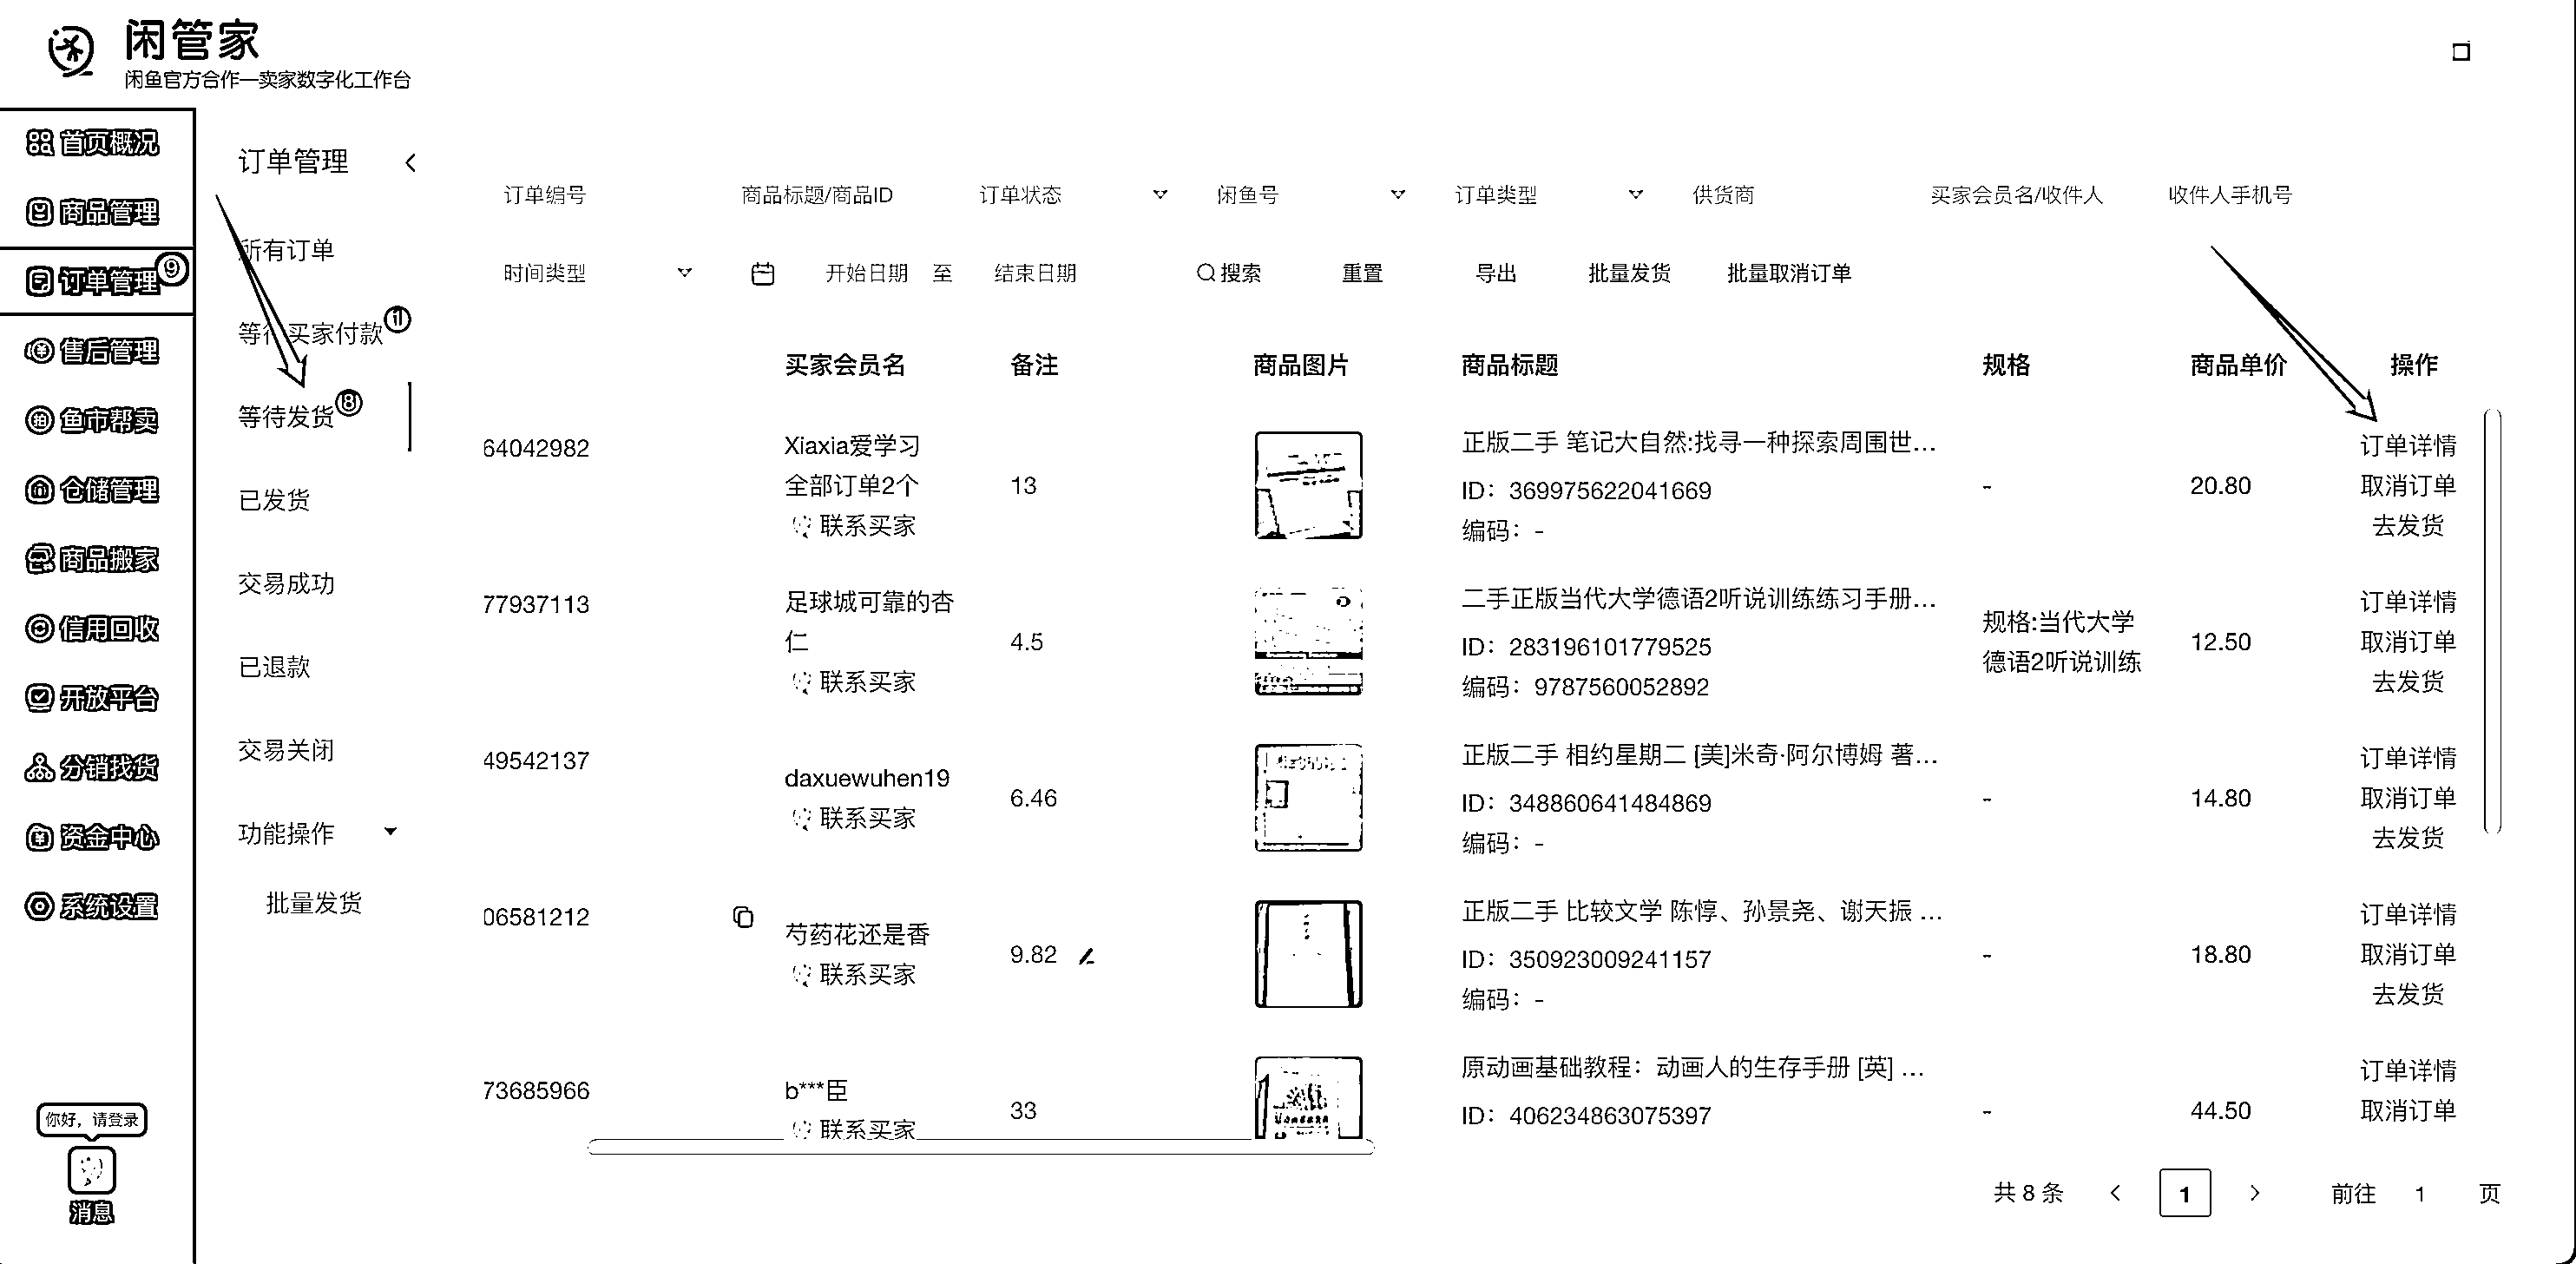 闲管家
闲鱼官方合作—卖家数字化工作台
首页概况
商品管理
订单管理 9
售后管理
鱼市帮卖
仓储管理
商品搬家
信用回收
开放平台
分销找货
资金中心
系统设置
你好，请登录
消息
订单管理
所有订单
等待买家付款 1
等待发货 8
已发货
交易成功
已退款
交易关闭
功能操作
批量发货
订单编号 商品标题/商品ID 订单状态 闲鱼号 订单类型 供货商 买家会员名/收件人 收件人手机号
时间类型 开始日期 至 结束日期 搜索 重置 导出 批量发货 批量取消订单
买家会员名 备注 商品图片 商品标题 规格 商品单价 操作
64042982
Xiaxia爱学习
全部订单2个
联系买家
13
正版二手 笔记大自然:找寻一种探索周围世...
ID：369975622041669
编码：-
-
20.80
订单详情
取消订单
去发货
77937113
足球城可靠的杏
仁
联系买家
4.5
二手正版当代大学德语2听说训练练习手册...
ID：283196101779525
编码：9787560052892
规格:当代大学
德语2听说训练
12.50
订单详情
取消订单
去发货
49542137
daxuewuhen19
联系买家
6.46
正版二手 相约星期二 [美]米奇·阿尔博姆 著...
ID：348860641484869
编码：-
-
14.80
订单详情
取消订单
去发货
06581212
芍药花还是香
联系买家
9.82
正版二手 比较文学 陈惇、孙景尧、谢天振 ...
ID：350923009241157
编码：-
-
18.80
订单详情
取消订单
去发货
73685966
b***臣
联系买家
33
原动画基础教程：动画人的生存手册 [英] ...
ID：406234863075397
-
44.50
订单详情
取消订单
共 8 条 1 前往 1 页